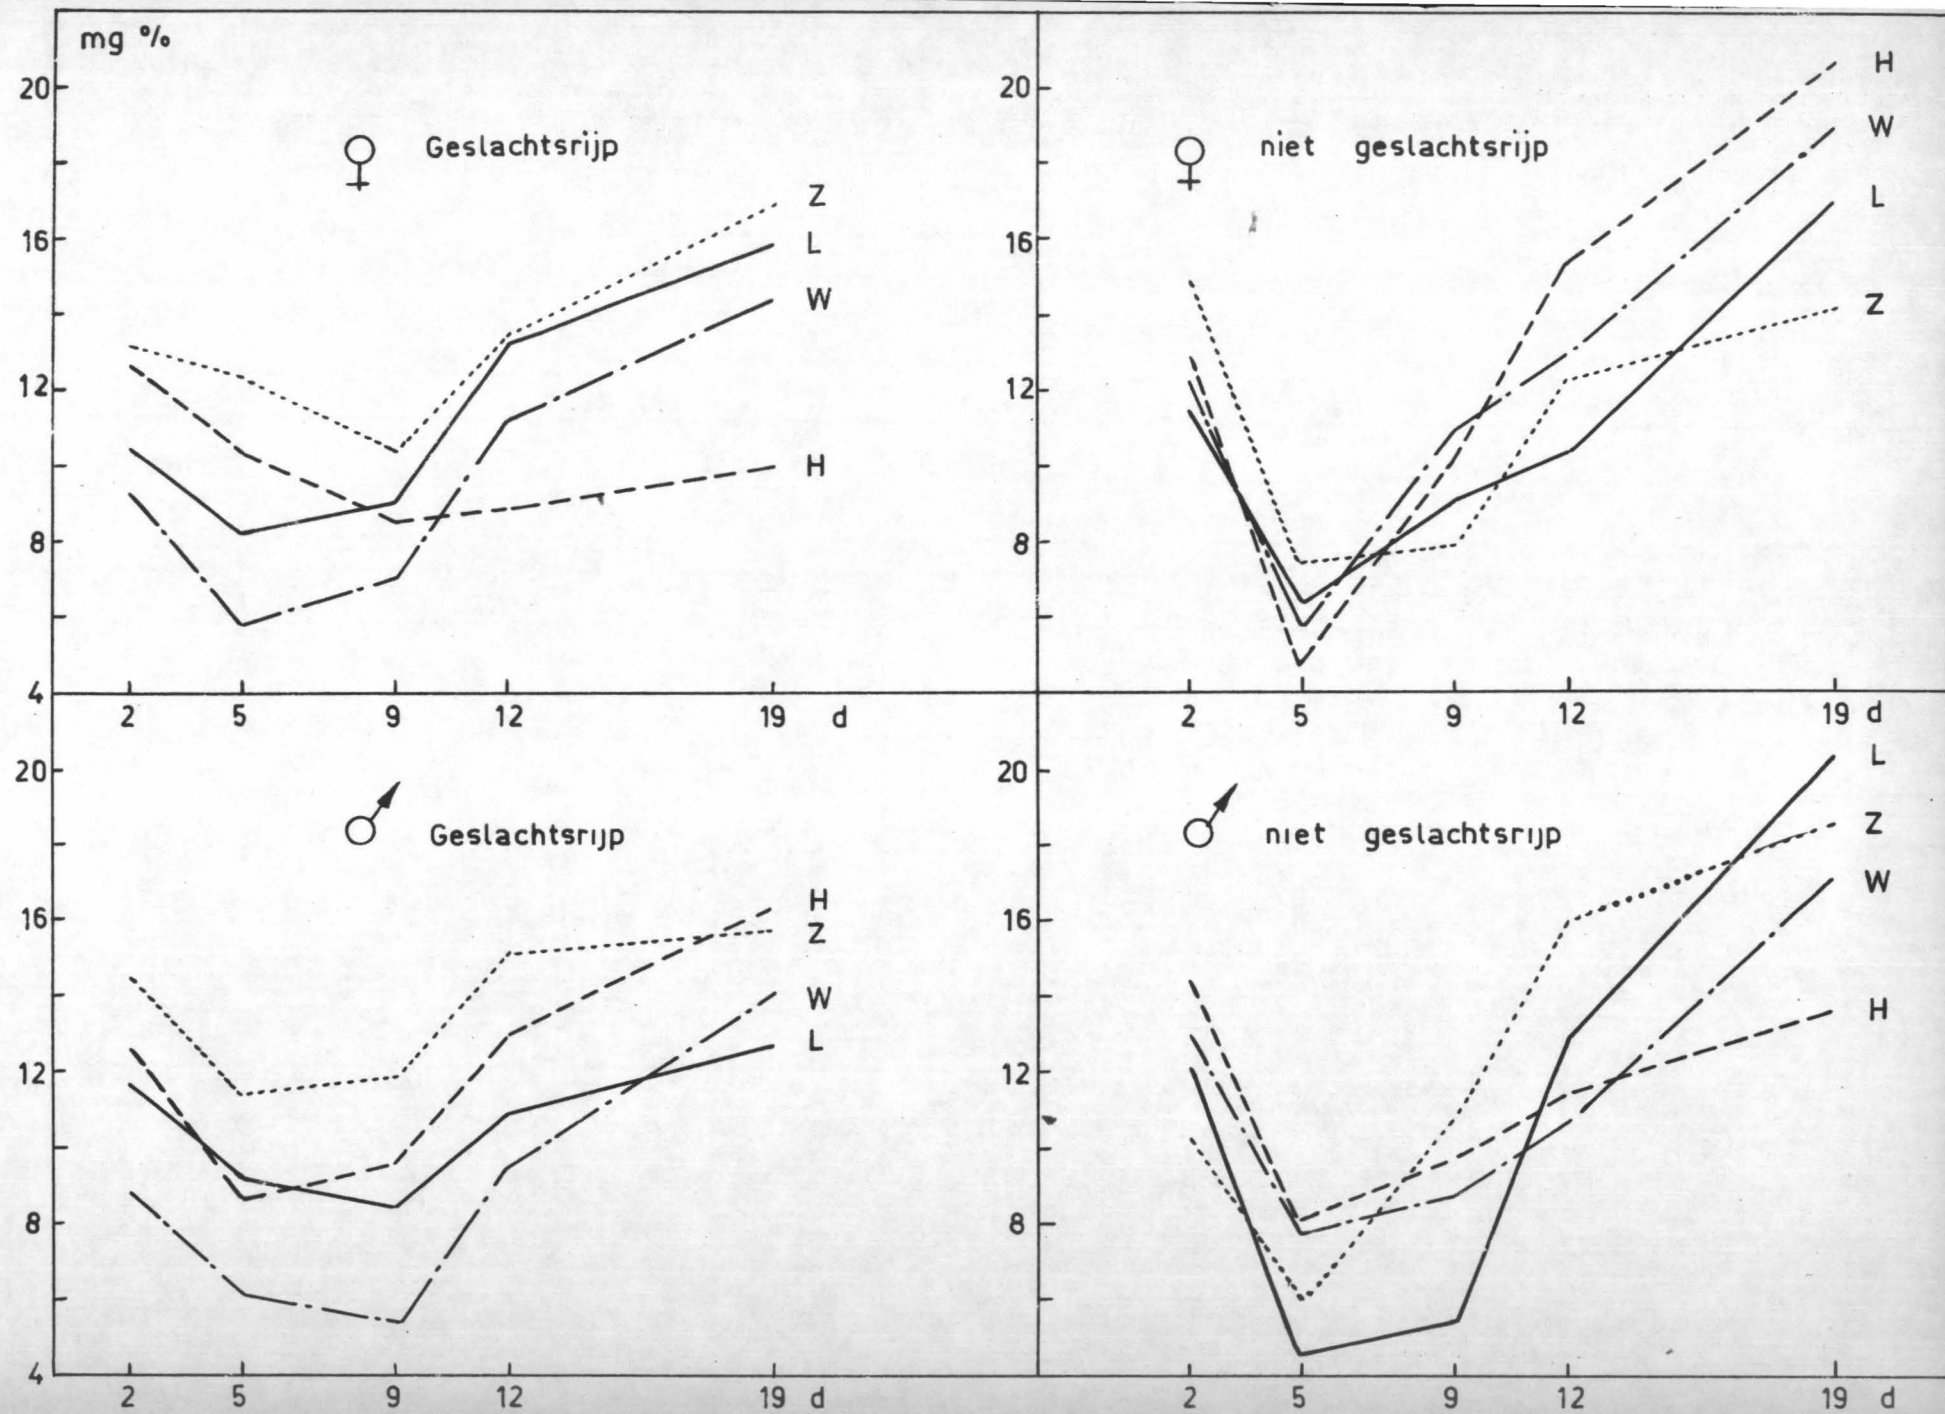 mg %
20
16
12
8
4
♀ Geslachtsrijp
Z
L
W
H
2 5 9 12 19 d
20
16
12
8
♀ niet geslachtsrijp
H
W
L
Z
2 5 9 12 19 d
20
16
12
8
4
♂ Geslachtsrijp
H
Z
W
L
2 5 9 12 19 d
20
16
12
8
♂ niet geslachtsrijp
L
Z
W
H
2 5 9 12 19 d